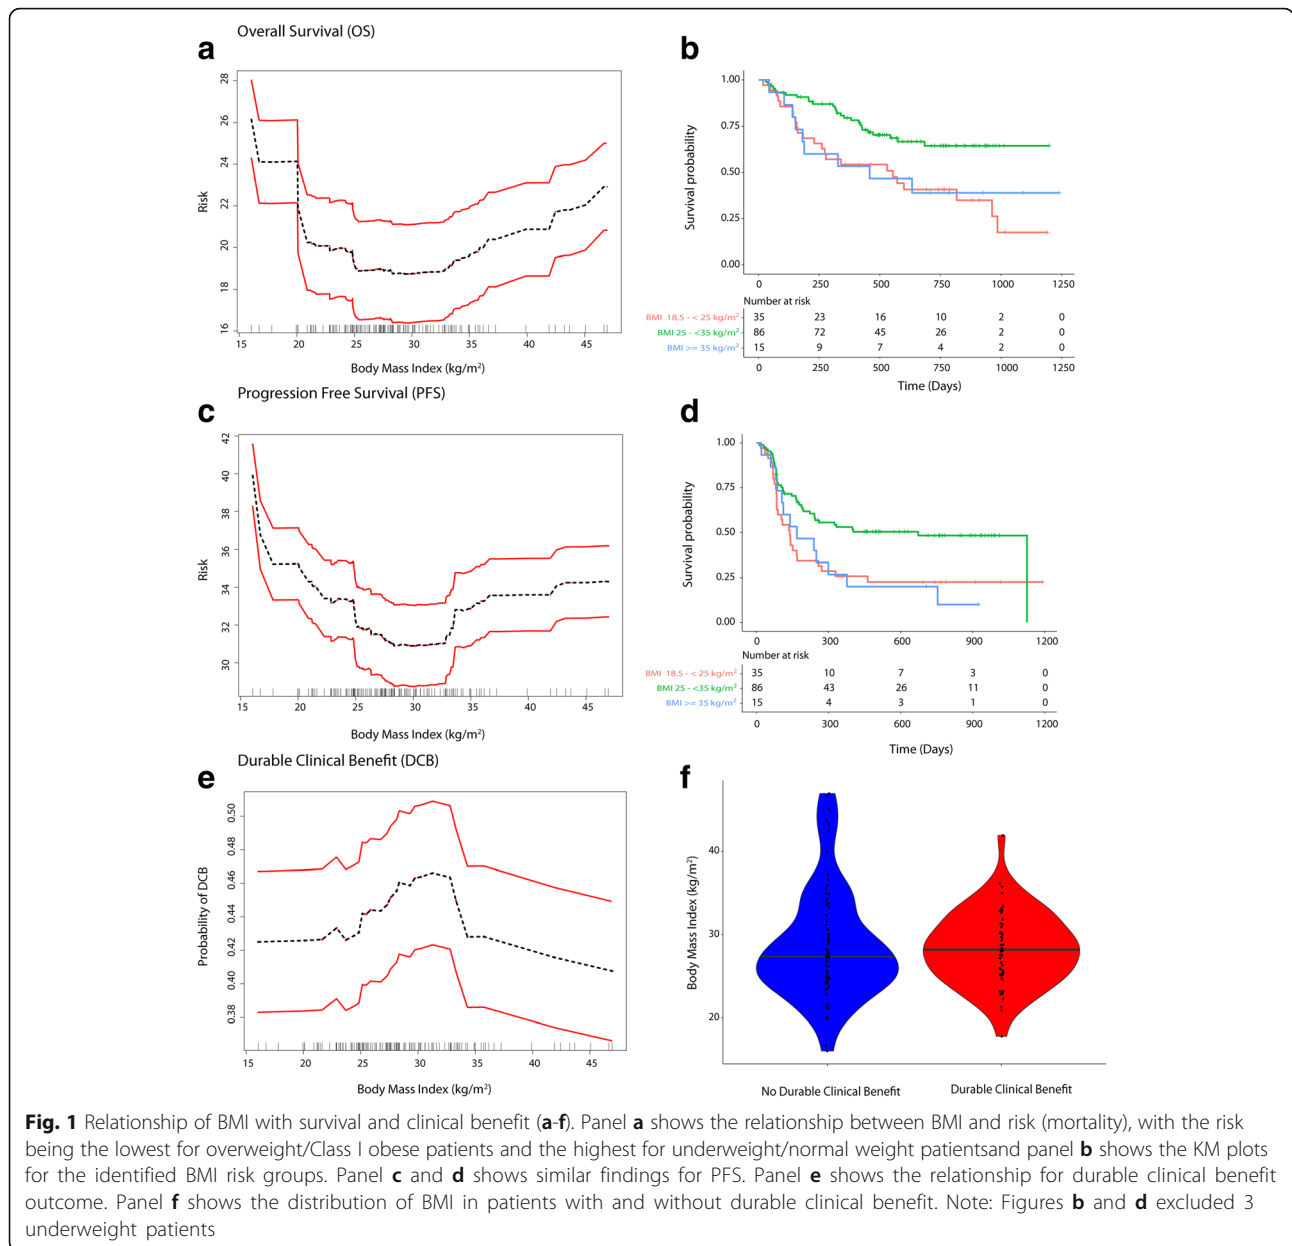 Overall Survival (OS)
a
28
26
24
22
20
18
16
Risk
15
20
25
30
35
40
45
Body Mass Index (kg/m²)
b
1.00
0.75
0.50
0.25
0.00
Survival probability
0 250 500 750 1000 1250
Number at risk
BMI 18.5 - < 25 kg/m² 35 23 16 10 2 0
BMI 25 - <35 kg/m² 86 72 45 26 2 0
BMI >= 35 kg/m² 15 9 7 4 2 0
0 250 500 750 1000 1250
Time (Days)
Progression Free Survival (PFS)
c
42
40
38
36
34
32
30
Risk
15 20 25 30 35 40 45
Body Mass Index (kg/m²)
d
1.00
0.75
0.50
0.25
0.00
Survival probability
0 300 600 900 1200
Number at risk
BMI 18.5 - < 25 kg/m² 35 10 7 3 0
BMI 25 - <35 kg/m² 86 43 26 11 0
BMI >= 35 kg/m² 15 4 3 1 0
0 300 600 900 1200
Time (Days)
Durable Clinical Benefit (DCB)
e
0.50
0.48
0.46
0.44
0.42
0.40
0.38
Probability of DCB
15 20 25 30 35 40 45
Body Mass Index (kg/m²)
f
40
30
20
Body Mass Index (kg/m²)
No Durable Clinical Benefit Durable Clinical Benefit
Fig. 1 Relationship of BMI with survival and clinical benefit (a-f). Panel a shows the relationship between BMI and risk (mortality), with the risk
being the lowest for overweight/Class I obese patients and the highest for underweight/normal weight patientsand panel b shows the KM plots
for the identified BMI risk groups. Panel c and d shows similar findings for PFS. Panel e shows the relationship for durable clinical benefit
outcome. Panel f shows the distribution of BMI in patients with and without durable clinical benefit. Note: Figures b and d excluded 3
underweight patients